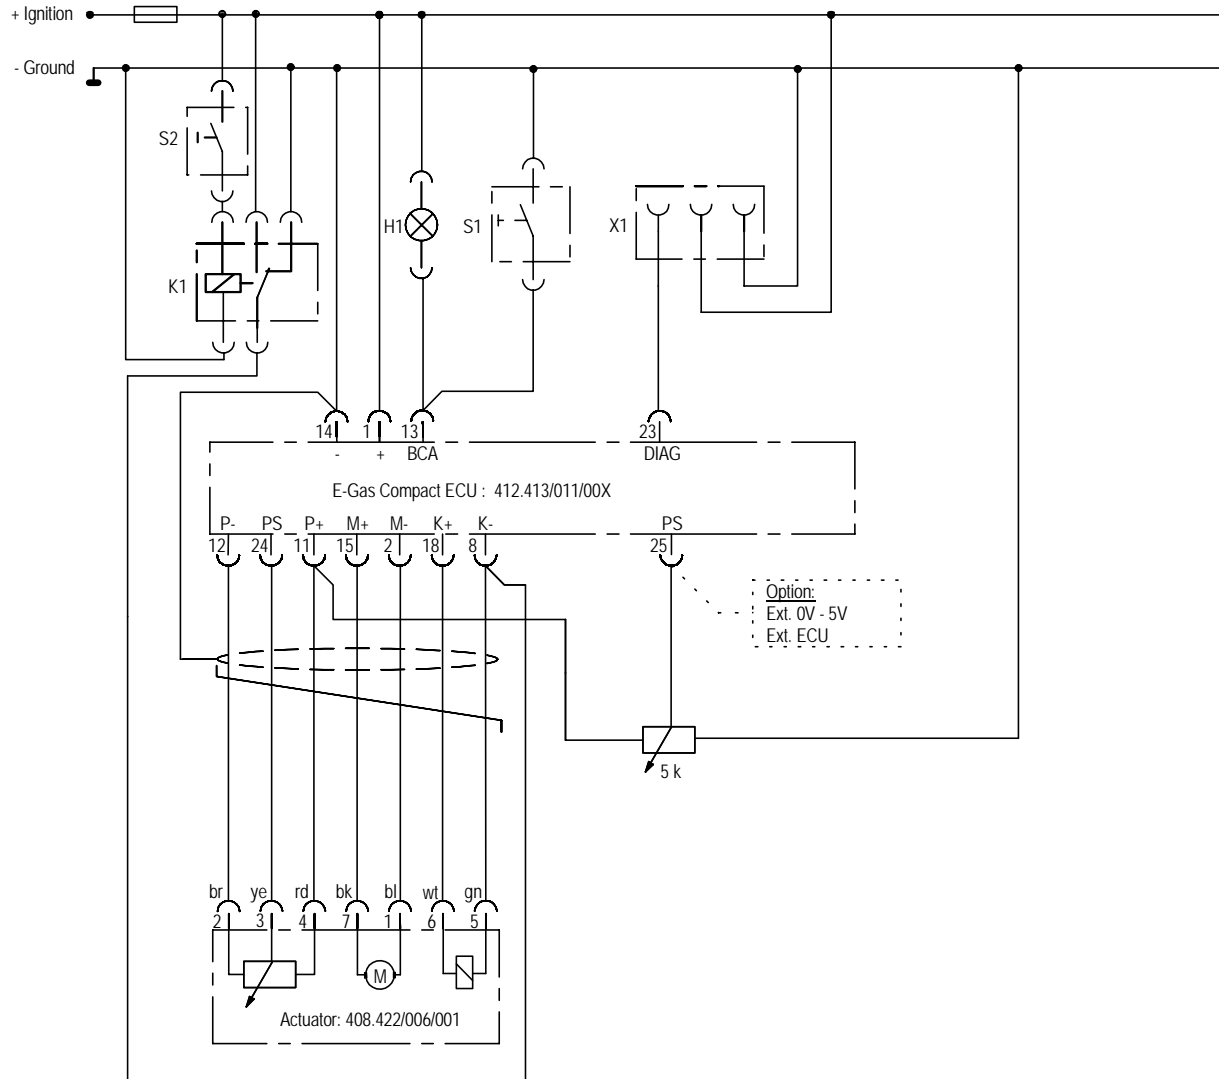 + Ignition
- Ground
S2
H1
S1
X1
K1
14 1 13 23
- + BCA DIAG
E-Gas Compact ECU : 412.413/011/00X
P- PS P+ M+ M- K+ K- PS
12 24 11 15 2 18 8 25
Option:
Ext. 0V - 5V
Ext. ECU
5 k
br ye rd bk bl wt gn
2 3 4 7 1 6 5
M
Actuator: 408.422/006/001